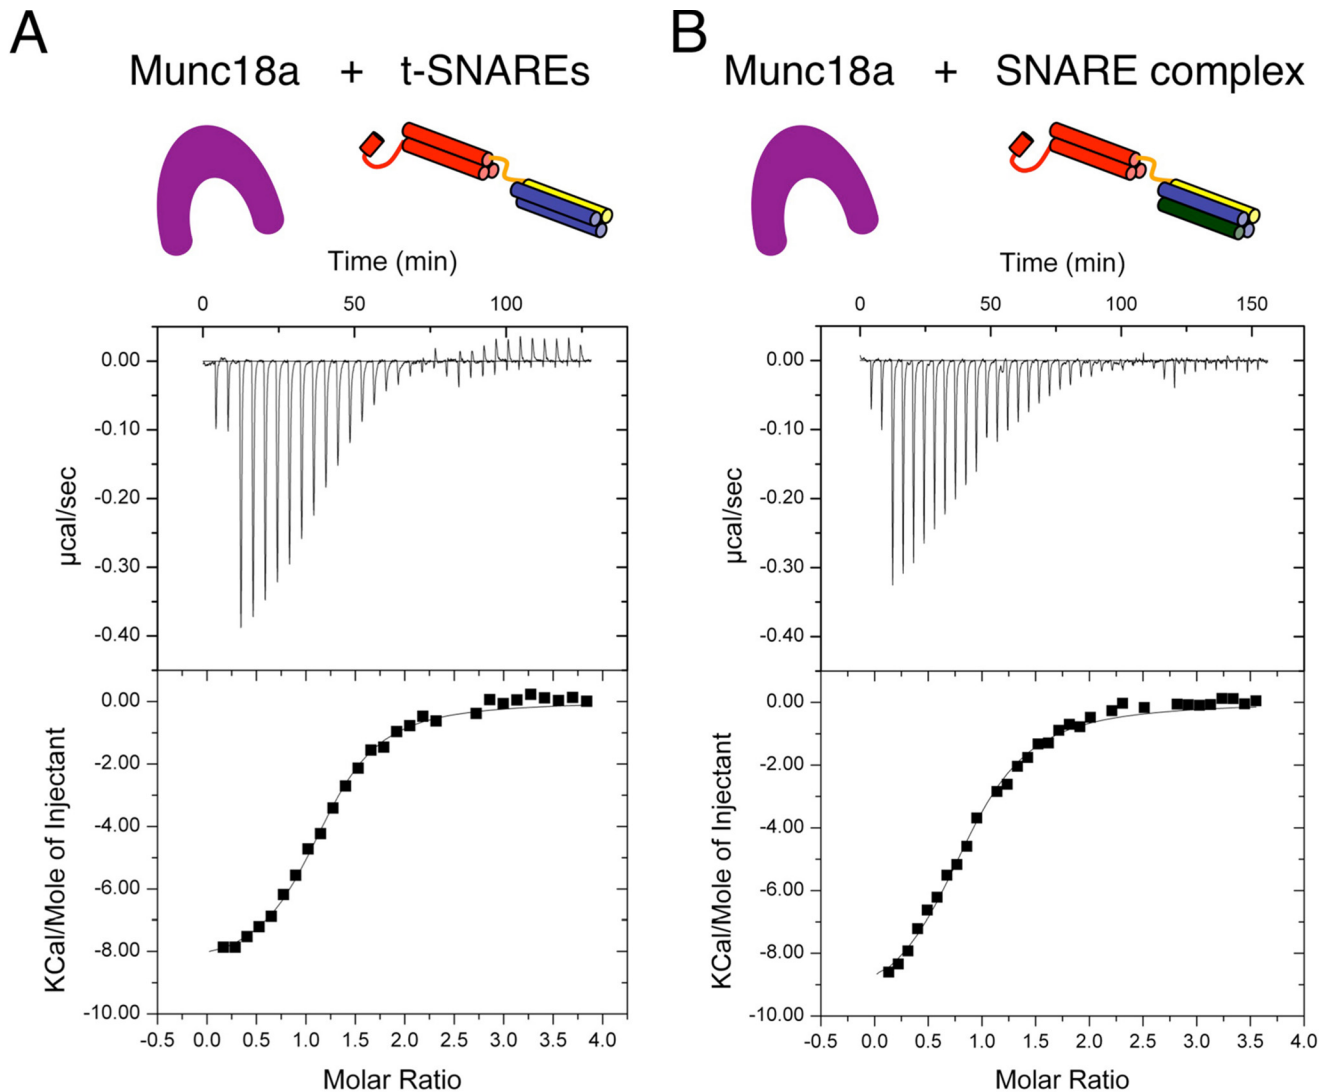 A
Munc18a + t-SNAREs
Time (min)
0 50 100
0.00
-0.10
-0.20
-0.30
-0.40
µcal/sec
0.00
-2.00
-4.00
-6.00
-8.00
-10.00
KCal/Mole of Injectant
-0.5 0.0 0.5 1.0 1.5 2.0 2.5 3.0 3.5 4.0
Molar Ratio
B
Munc18a + SNARE complex
Time (min)
0 50 100 150
0.00
-0.10
-0.20
-0.30
-0.40
µcal/sec
0.00
-2.00
-4.00
-6.00
-8.00
-10.00
KCal/Mole of Injectant
-0.5 0.0 0.5 1.0 1.5 2.0 2.5 3.0 3.5 4.0
Molar Ratio